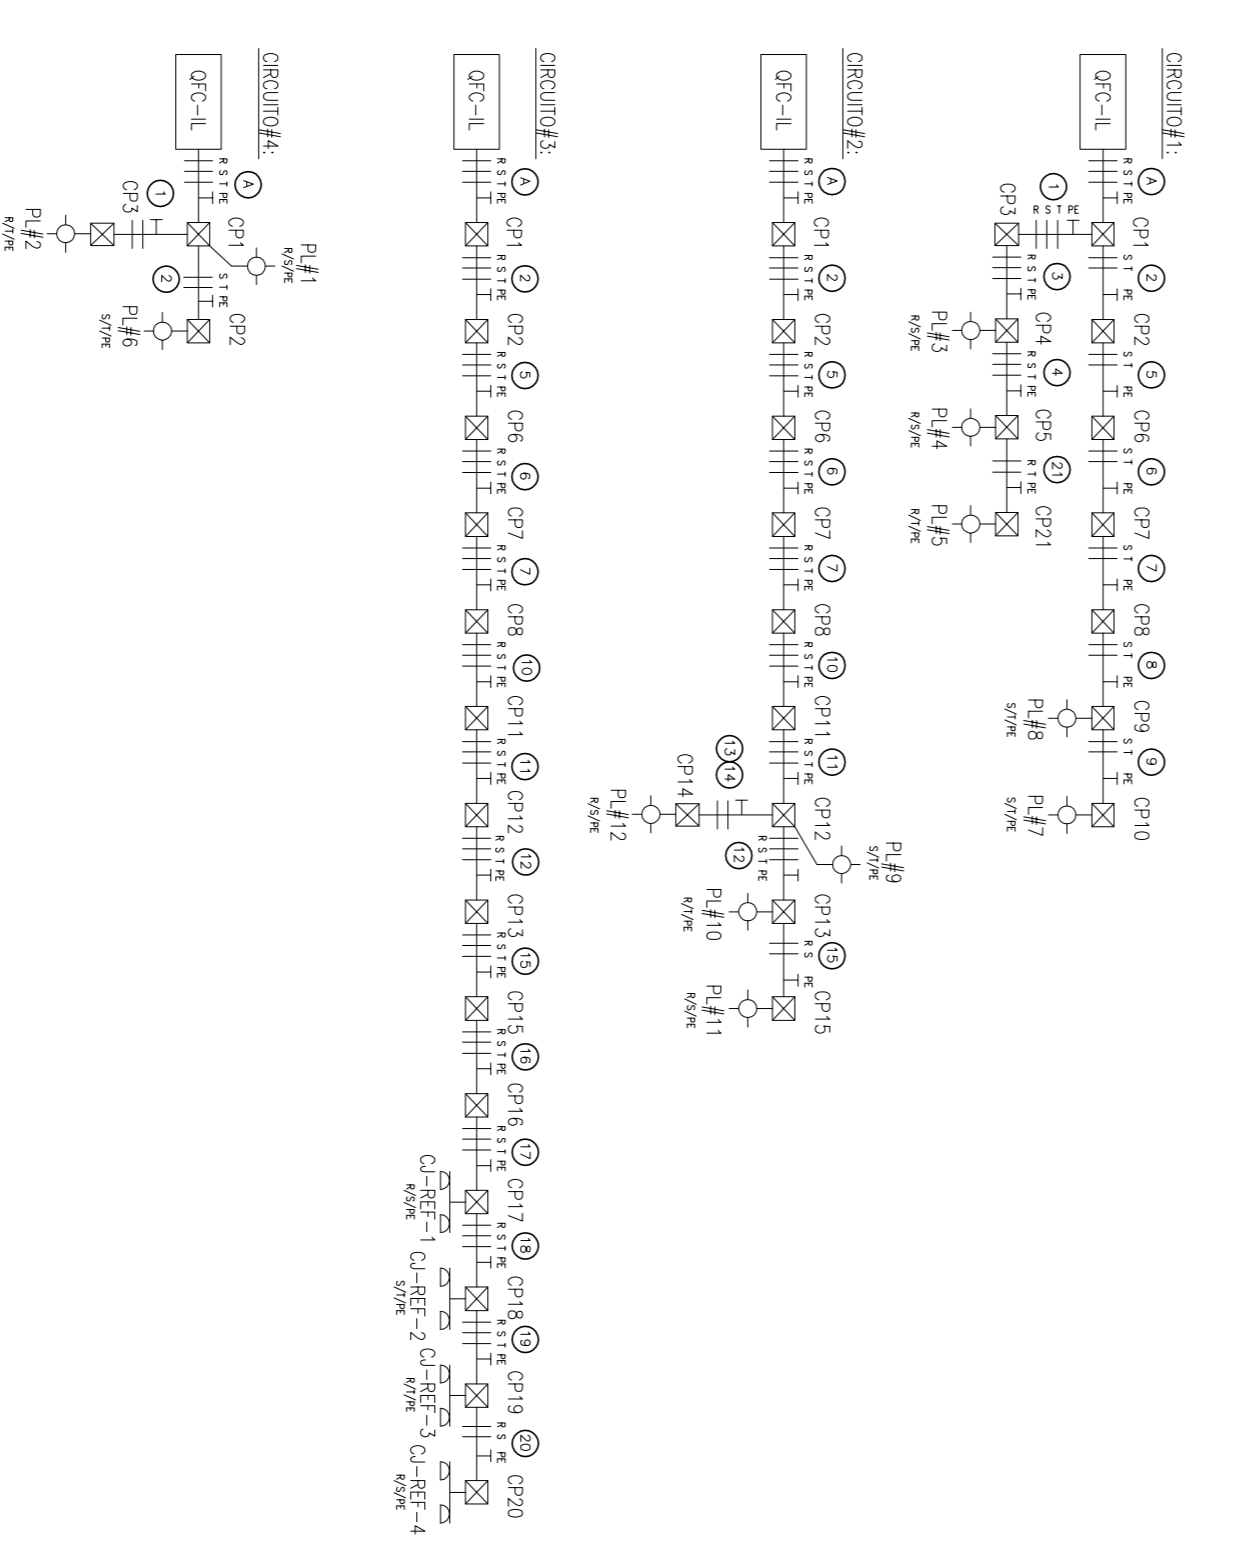 CIRCUITO#1:
QFC-IL
R S T PE
A
CP1
S T PE
2
CP2
S T PE
5
CP6
S T PE
6
CP7
S T PE
7
CP8
S T PE
8
CP9
S T PE
9
CP10
PL#8
S/T/PE
PL#7
S/T/PE
1
R S T PE
CP3
R S T PE
3
CP4
R S T PE
4
CP5
R T PE
21
CP21
PL#3
R/S/PE
PL#4
R/S/PE
PL#5
R/T/PE
CIRCUITO#2:
QFC-IL
R S T PE
A
CP1
R S T PE
2
CP2
R S T PE
5
CP6
R S T PE
6
CP7
R S T PE
7
CP8
R S T PE
10
CP11
R S T PE
11
CP12
PL#9
S/T/PE
R S T PE
12
CP13
R S PE
15
CP15
PL#10
R/T/PE
PL#11
R/S/PE
13
14
CP14
PL#12
R/S/PE
CIRCUITO#3:
QFC-IL
R S T PE
A
CP1
R S T PE
2
CP2
R S T PE
5
CP6
R S T PE
6
CP7
R S T PE
7
CP8
R S T PE
10
CP11
R S T PE
11
CP12
R S T PE
12
CP13
R S T PE
15
CP15
R S T PE
16
CP16
R S T PE
17
CP17
R S T PE
18
CP18
R S T PE
19
CP19
R S PE
20
CP20
CJ-REF-1
R/S/PE
CJ-REF-2
S/T/PE
CJ-REF-3
R/T/PE
CJ-REF-4
R/S/PE
CIRCUITO#4:
QFC-IL
R S T PE
A
CP1
PL#1
R/S/PE
S T PE
2
CP2
PL#6
S/T/PE
1
CP3
PL#2
R/T/PE